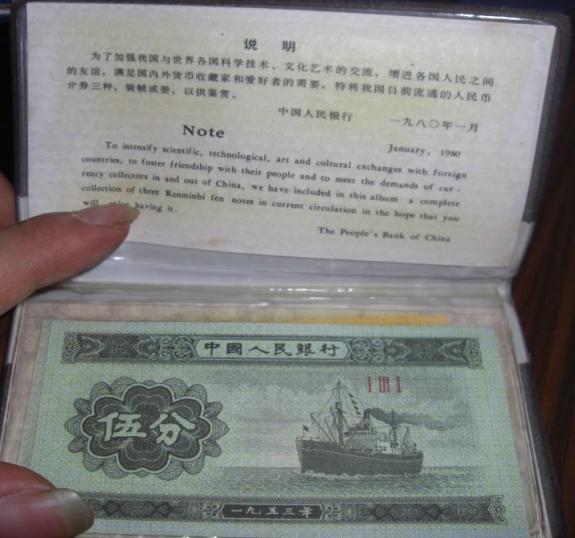 说 明
为了加强我国与世界各国科学技术、文化艺术的交流，增进各国人民之间
的友谊，满足国内外货币收藏家和爱好者的需要，特将我国目前流通的人民币
分券三种，装帧成册，以供鉴赏。
中国人民银行 一九八〇年一月
Note
January, 1980
To intensify scientific, technological, art and cultural exchanges with foreign
countries, to foster friendship with their people and to meet the demands of cur-
rency collectors in and out of China, we have included in this album a complete
collection of three Renminbi fen notes in current circulation in the hope that you
will having it.
The People's Bank of China
中國人民銀行
I III I
伍分
一九五三年